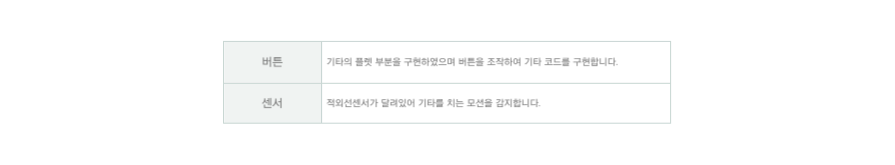 버튼
기타의 플렛 부분을 구현하였으며 버튼을 조작하여 기타 코드를 구현합니다.
센서
적외선센서가 달려있어 기타를 치는 모션을 감지합니다.